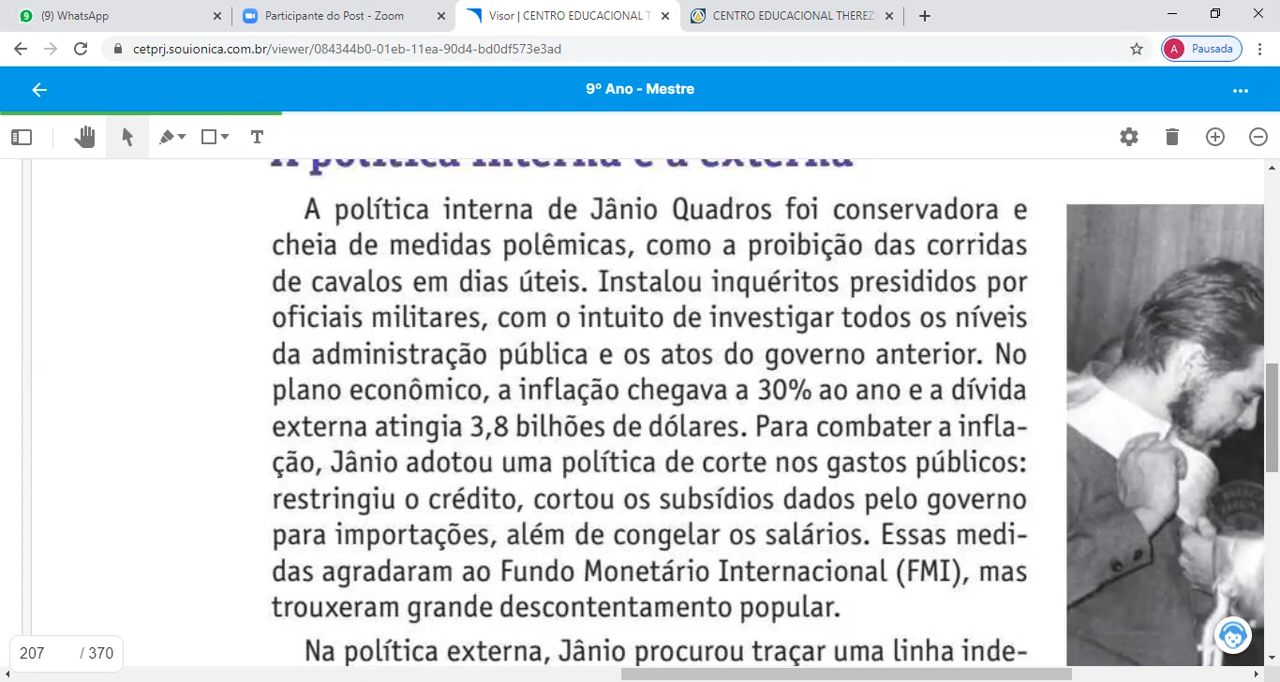 (9) WhatsApp
Participante do Post - Zoom
Visor | CENTRO EDUCACIONAL T
CENTRO EDUCACIONAL THEREZ
cetprj.souionica.com.br/viewer/084344b0-01eb-11ea-90d4-bd0df573e3ad
A Pausada
9º Ano - Mestre
T
A política interna e a externa
A política interna de Jânio Quadros foi conservadora e
cheia de medidas polêmicas, como a proibição das corridas
de cavalos em dias úteis. Instalou inquéritos presididos por
oficiais militares, com o intuito de investigar todos os níveis
da administração pública e os atos do governo anterior. No
plano econômico, a inflação chegava a 30% ao ano e a dívida
externa atingia 3,8 bilhões de dólares. Para combater a infla-
ção, Jânio adotou uma política de corte nos gastos públicos:
restringiu o crédito, cortou os subsídios dados pelo governo
para importações, além de congelar os salários. Essas medi-
das agradaram ao Fundo Monetário Internacional (FMI), mas
trouxeram grande descontentamento popular.
Na política externa, Jânio procurou traçar uma linha inde-
207 / 370